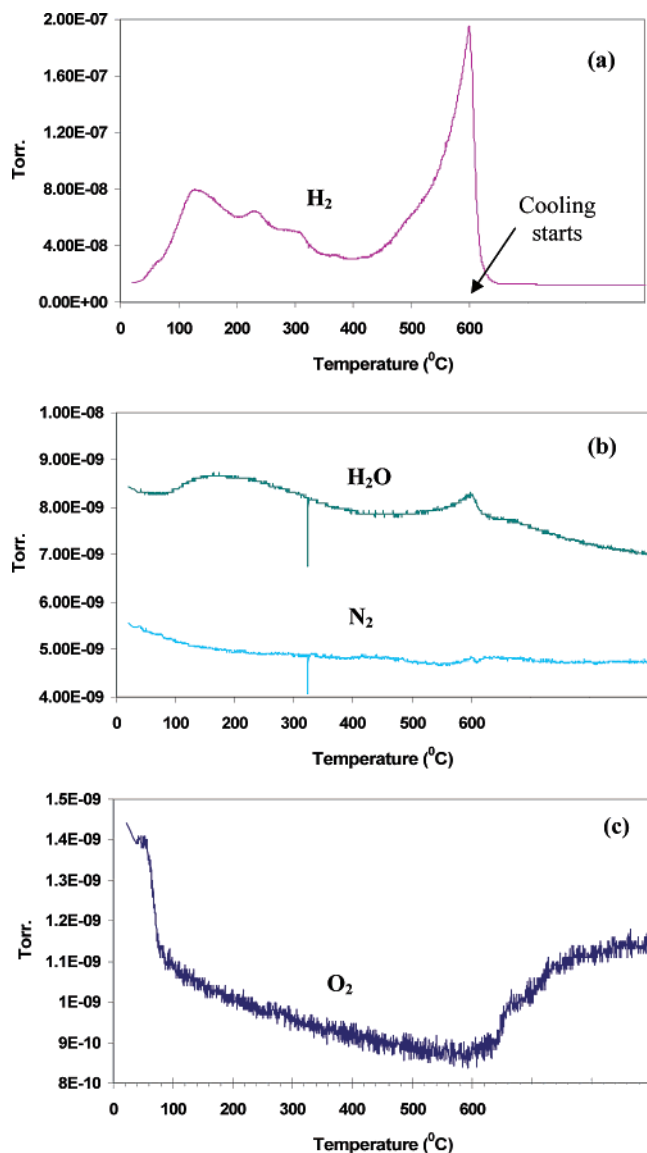 2.00E-07
(a)
1.60E-07
1.20E-07
Torr.
8.00E-08
H₂
Cooling
starts
4.00E-08
0.00E+00
0 100 200 300 400 500 600
Temperature (⁰C)
1.00E-08
(b)
9.00E-09
H₂O
8.00E-09
Torr.
7.00E-09
6.00E-09
N₂
5.00E-09
4.00E-09
0 100 200 300 400 500 600
Temperature (⁰C)
1.5E-09
(c)
1.4E-09
1.3E-09
1.2E-09
Torr.
1.1E-09
O₂
1E-09
9E-10
8E-10
0 100 200 300 400 500 600
Temperature (⁰C)